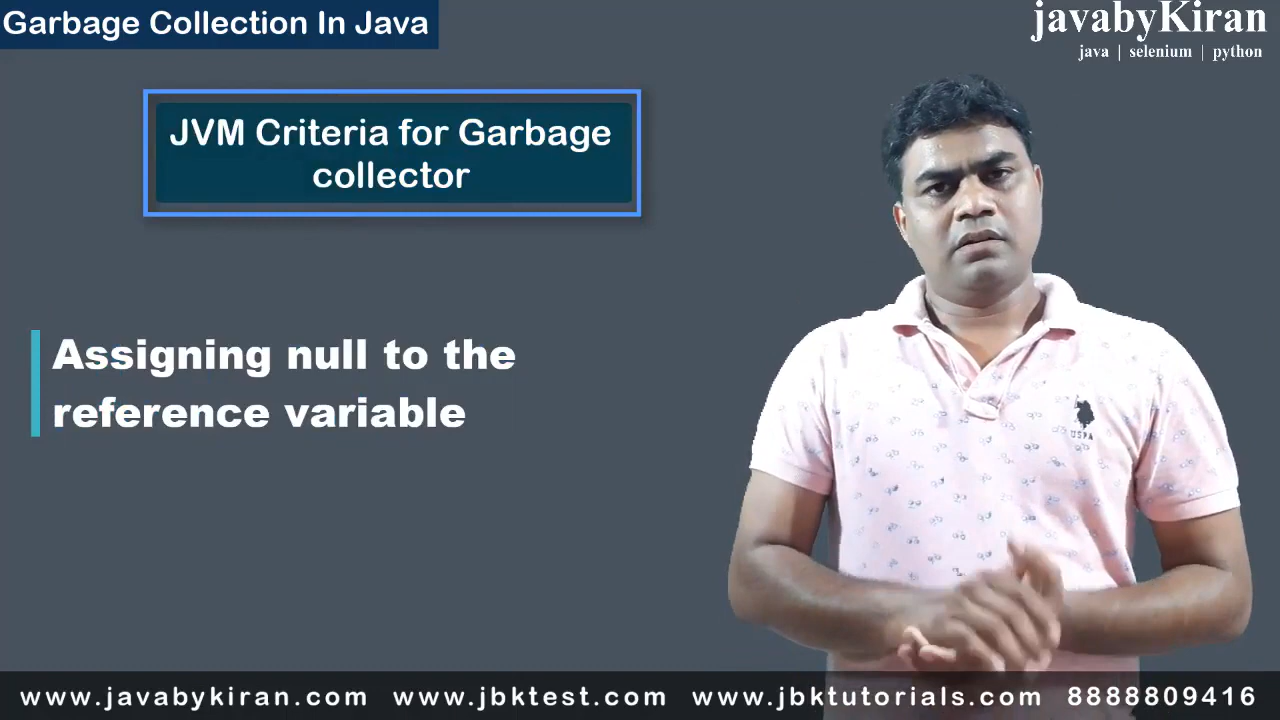 Garbage Collection In Java
javabyKiran
java | selenium | python
JVM Criteria for Garbage
collector
Assigning null to the
reference variable
USPA
www.javabykiran.com www.jbktest.com www.jbktutorials.com 8888809416